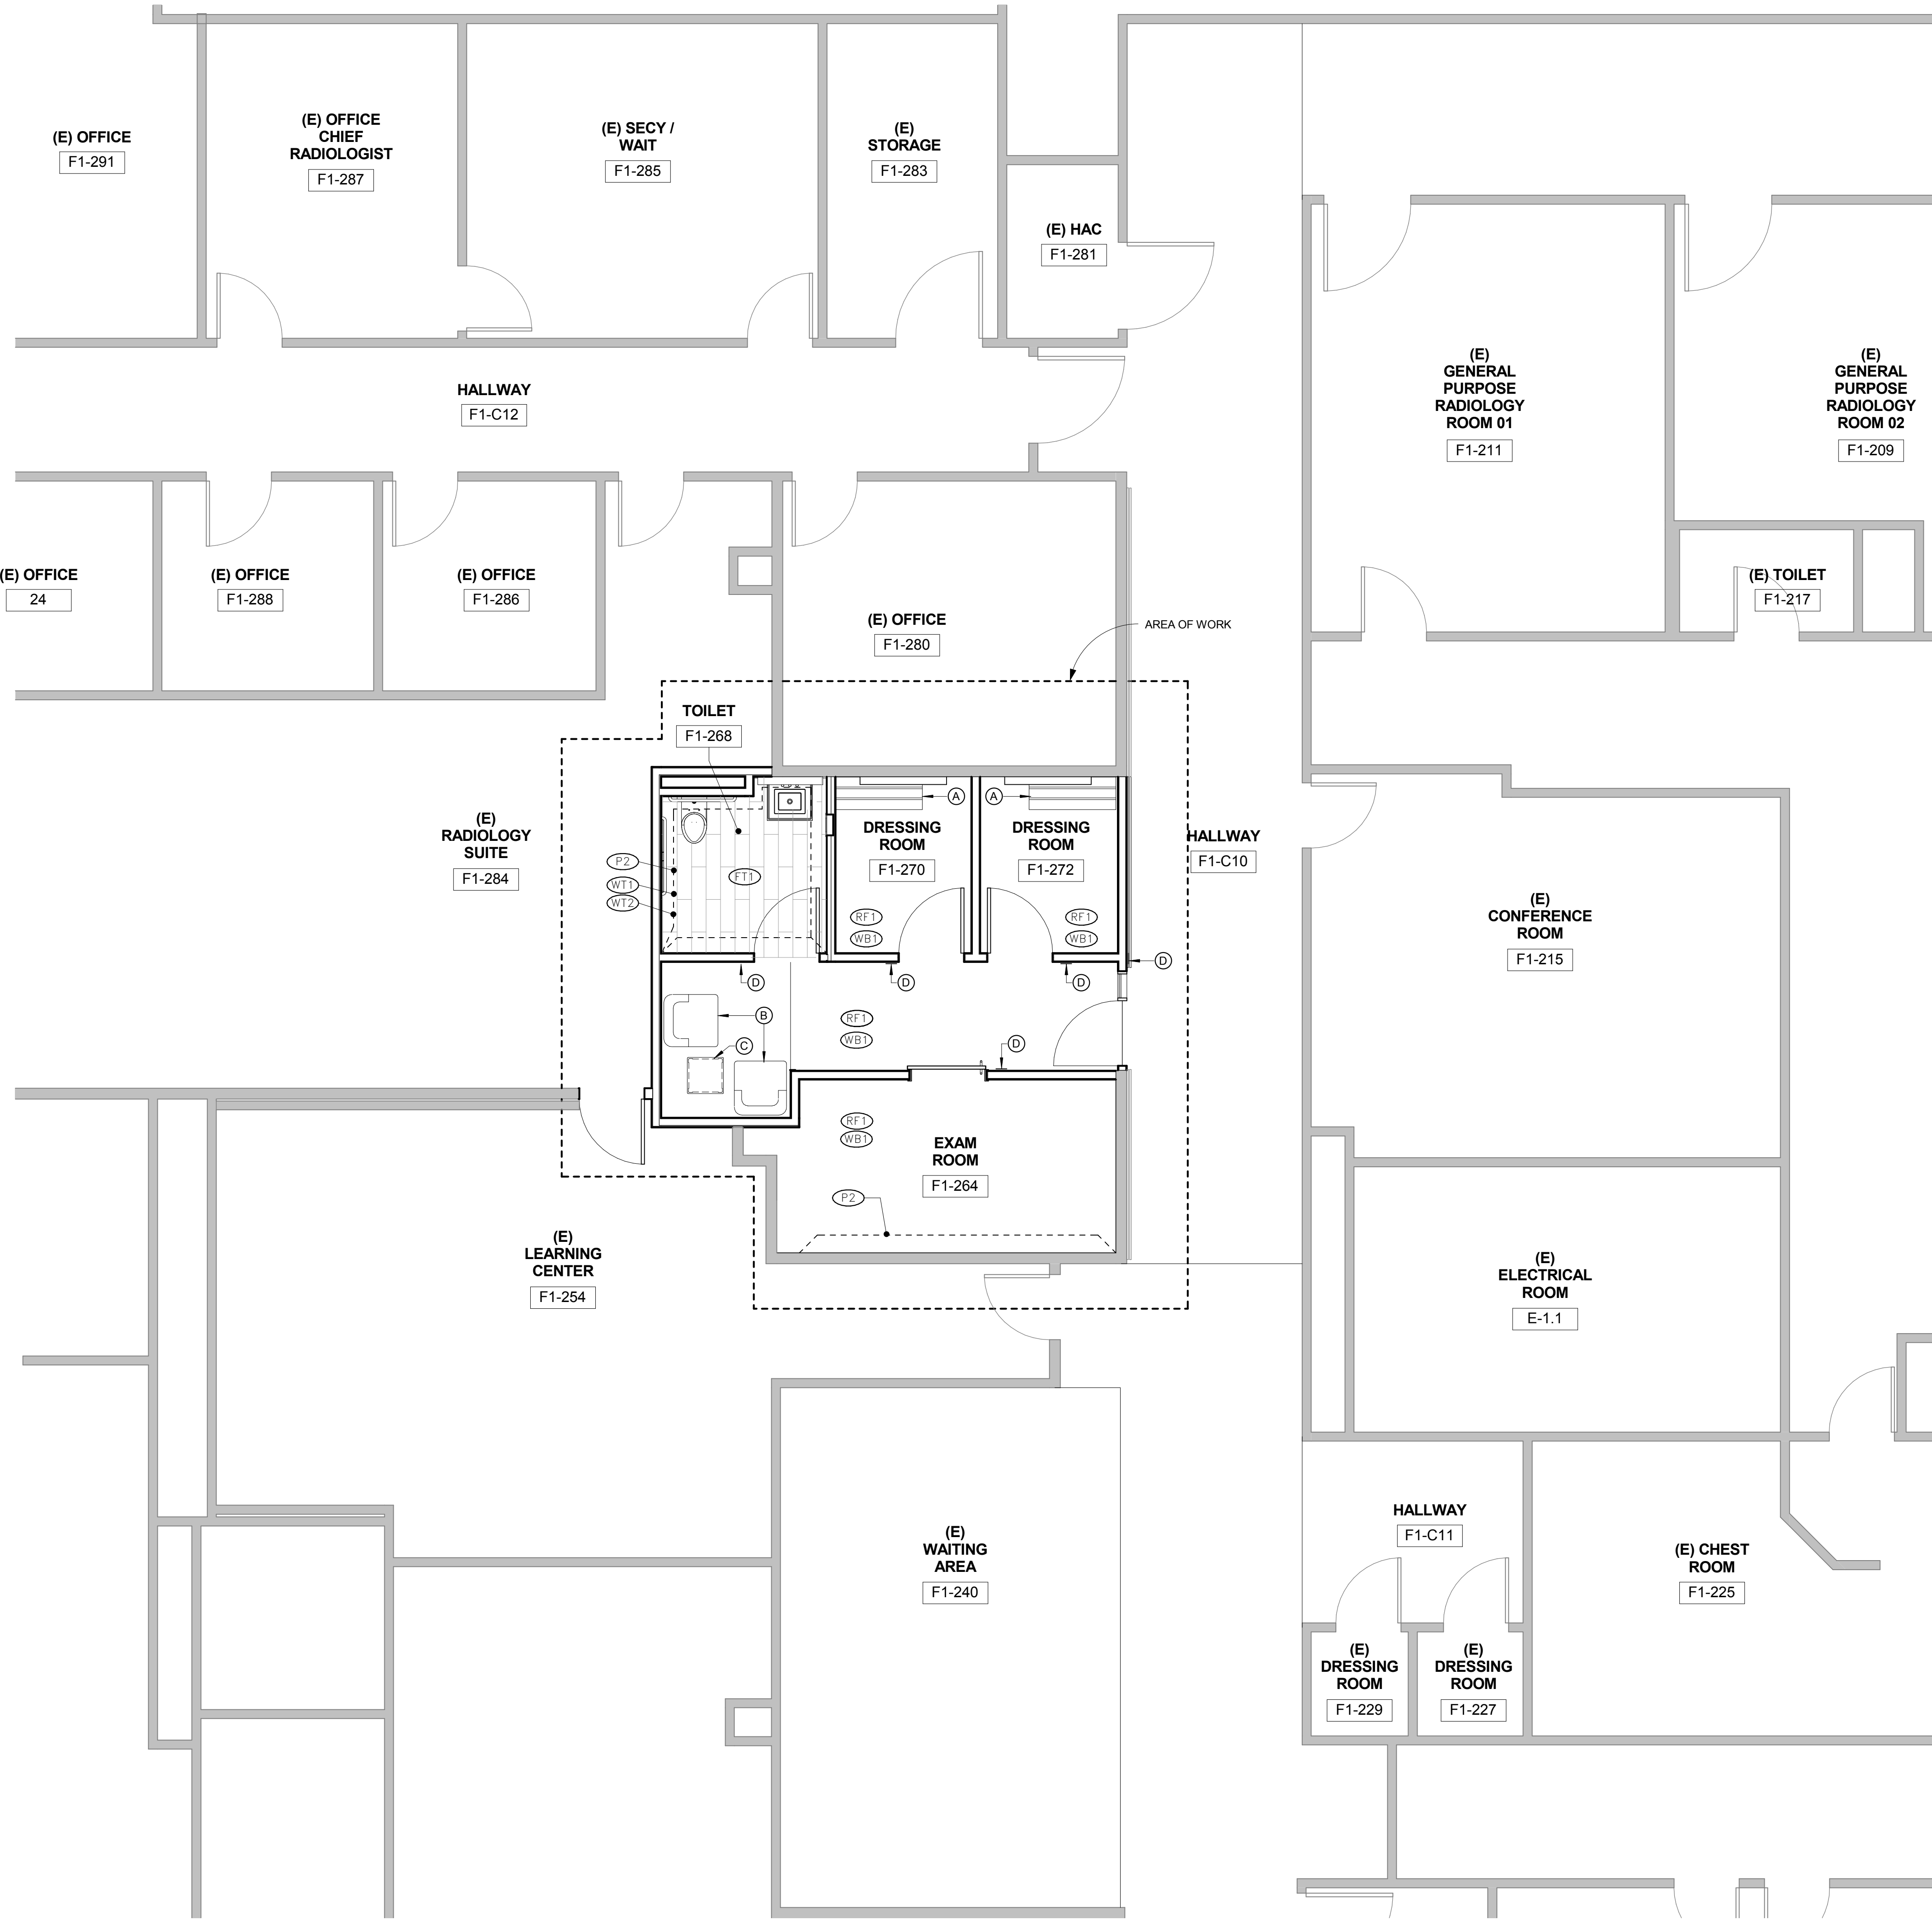 (E) OFFICE
F1-291
(E) OFFICE
CHIEF
RADIOLOGIST
F1-287
(E) SECY /
WAIT
F1-285
(E)
STORAGE
F1-283
(E) HAC
F1-281
HALLWAY
F1-C12
(E)
GENERAL
PURPOSE
RADIOLOGY
ROOM 01
F1-211
(E)
GENERAL
PURPOSE
RADIOLOGY
ROOM 02
F1-209
(E) OFFICE
24
(E) OFFICE
F1-288
(E) OFFICE
F1-286
(E) OFFICE
F1-280
AREA OF WORK
(E) TOILET
F1-217
TOILET
F1-268
(E)
RADIOLOGY
SUITE
F1-284
P2
WT1
WT2
FT1
A
A
DRESSING
ROOM
F1-270
RF1
WB1
DRESSING
ROOM
F1-272
RF1
WB1
HALLWAY
F1-C10
D
D
D
D
B
C
RF1
WB1
D
RF1
WB1
EXAM
ROOM
F1-264
P2
(E)
CONFERENCE
ROOM
F1-215
(E)
LEARNING
CENTER
F1-254
(E)
ELECTRICAL
ROOM
E-1.1
(E)
WAITING
AREA
F1-240
HALLWAY
F1-C11
(E) CHEST
ROOM
F1-225
(E)
DRESSING
ROOM
F1-229
(E)
DRESSING
ROOM
F1-227